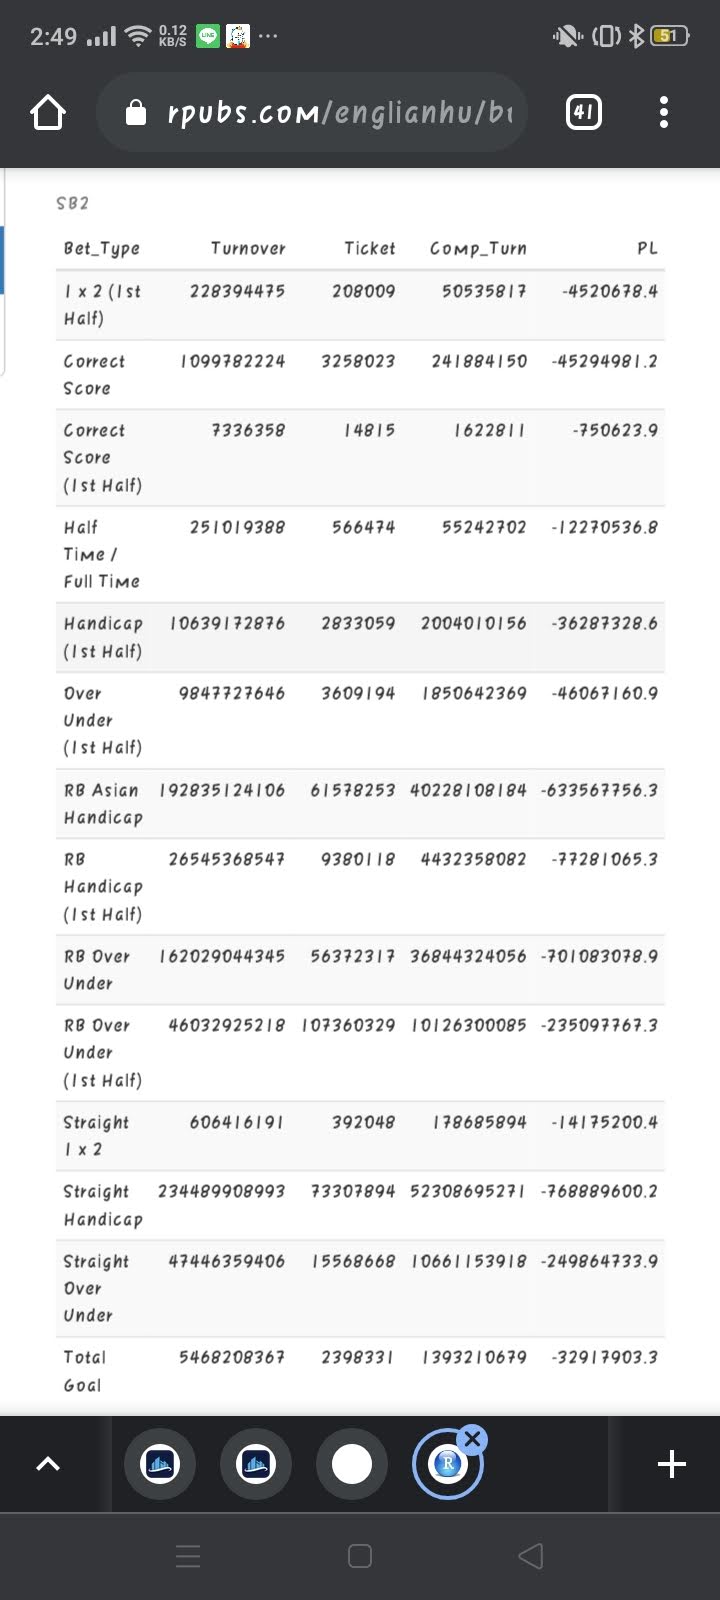 2:49 0.12 KB/S LINE ... 51
rpubs.com/englianhu/b 41
SB2
Bet_Type Turnover Ticket Comp_Turn PL
1 x 2 (1st 228394475 208009 50535817 -4520678.4
Half)
Correct 1099782224 3258023 241884150 -45294981.2
Score
Correct 7336358 14815 1622811 -750623.9
Score
(1st Half)
Half 251019388 566474 55242702 -12270536.8
Time /
Full Time
Handicap 10639172876 2833059 2004010156 -36287328.6
(1st Half)
Over 9847727646 3609194 1850642369 -46067160.9
Under
(1st Half)
RB Asian 192835124106 61578253 40228108184 -633567756.3
Handicap
RB 26545368547 9380118 4432358082 -77281065.3
Handicap
(1st Half)
RB Over 162029044345 56372317 36844324056 -701083078.9
Under
RB Over 46032925218 107360329 10126300085 -235097767.3
Under
(1st Half)
Straight 606416191 392048 178685894 -14175200.4
1 x 2
Straight 234489908993 73307894 52308695271 -768889600.2
Handicap
Straight 47446359406 15568668 10661153918 -249864733.9
Over
Under
Total 5468208367 2398331 1393210679 -32917903.3
Goal
R